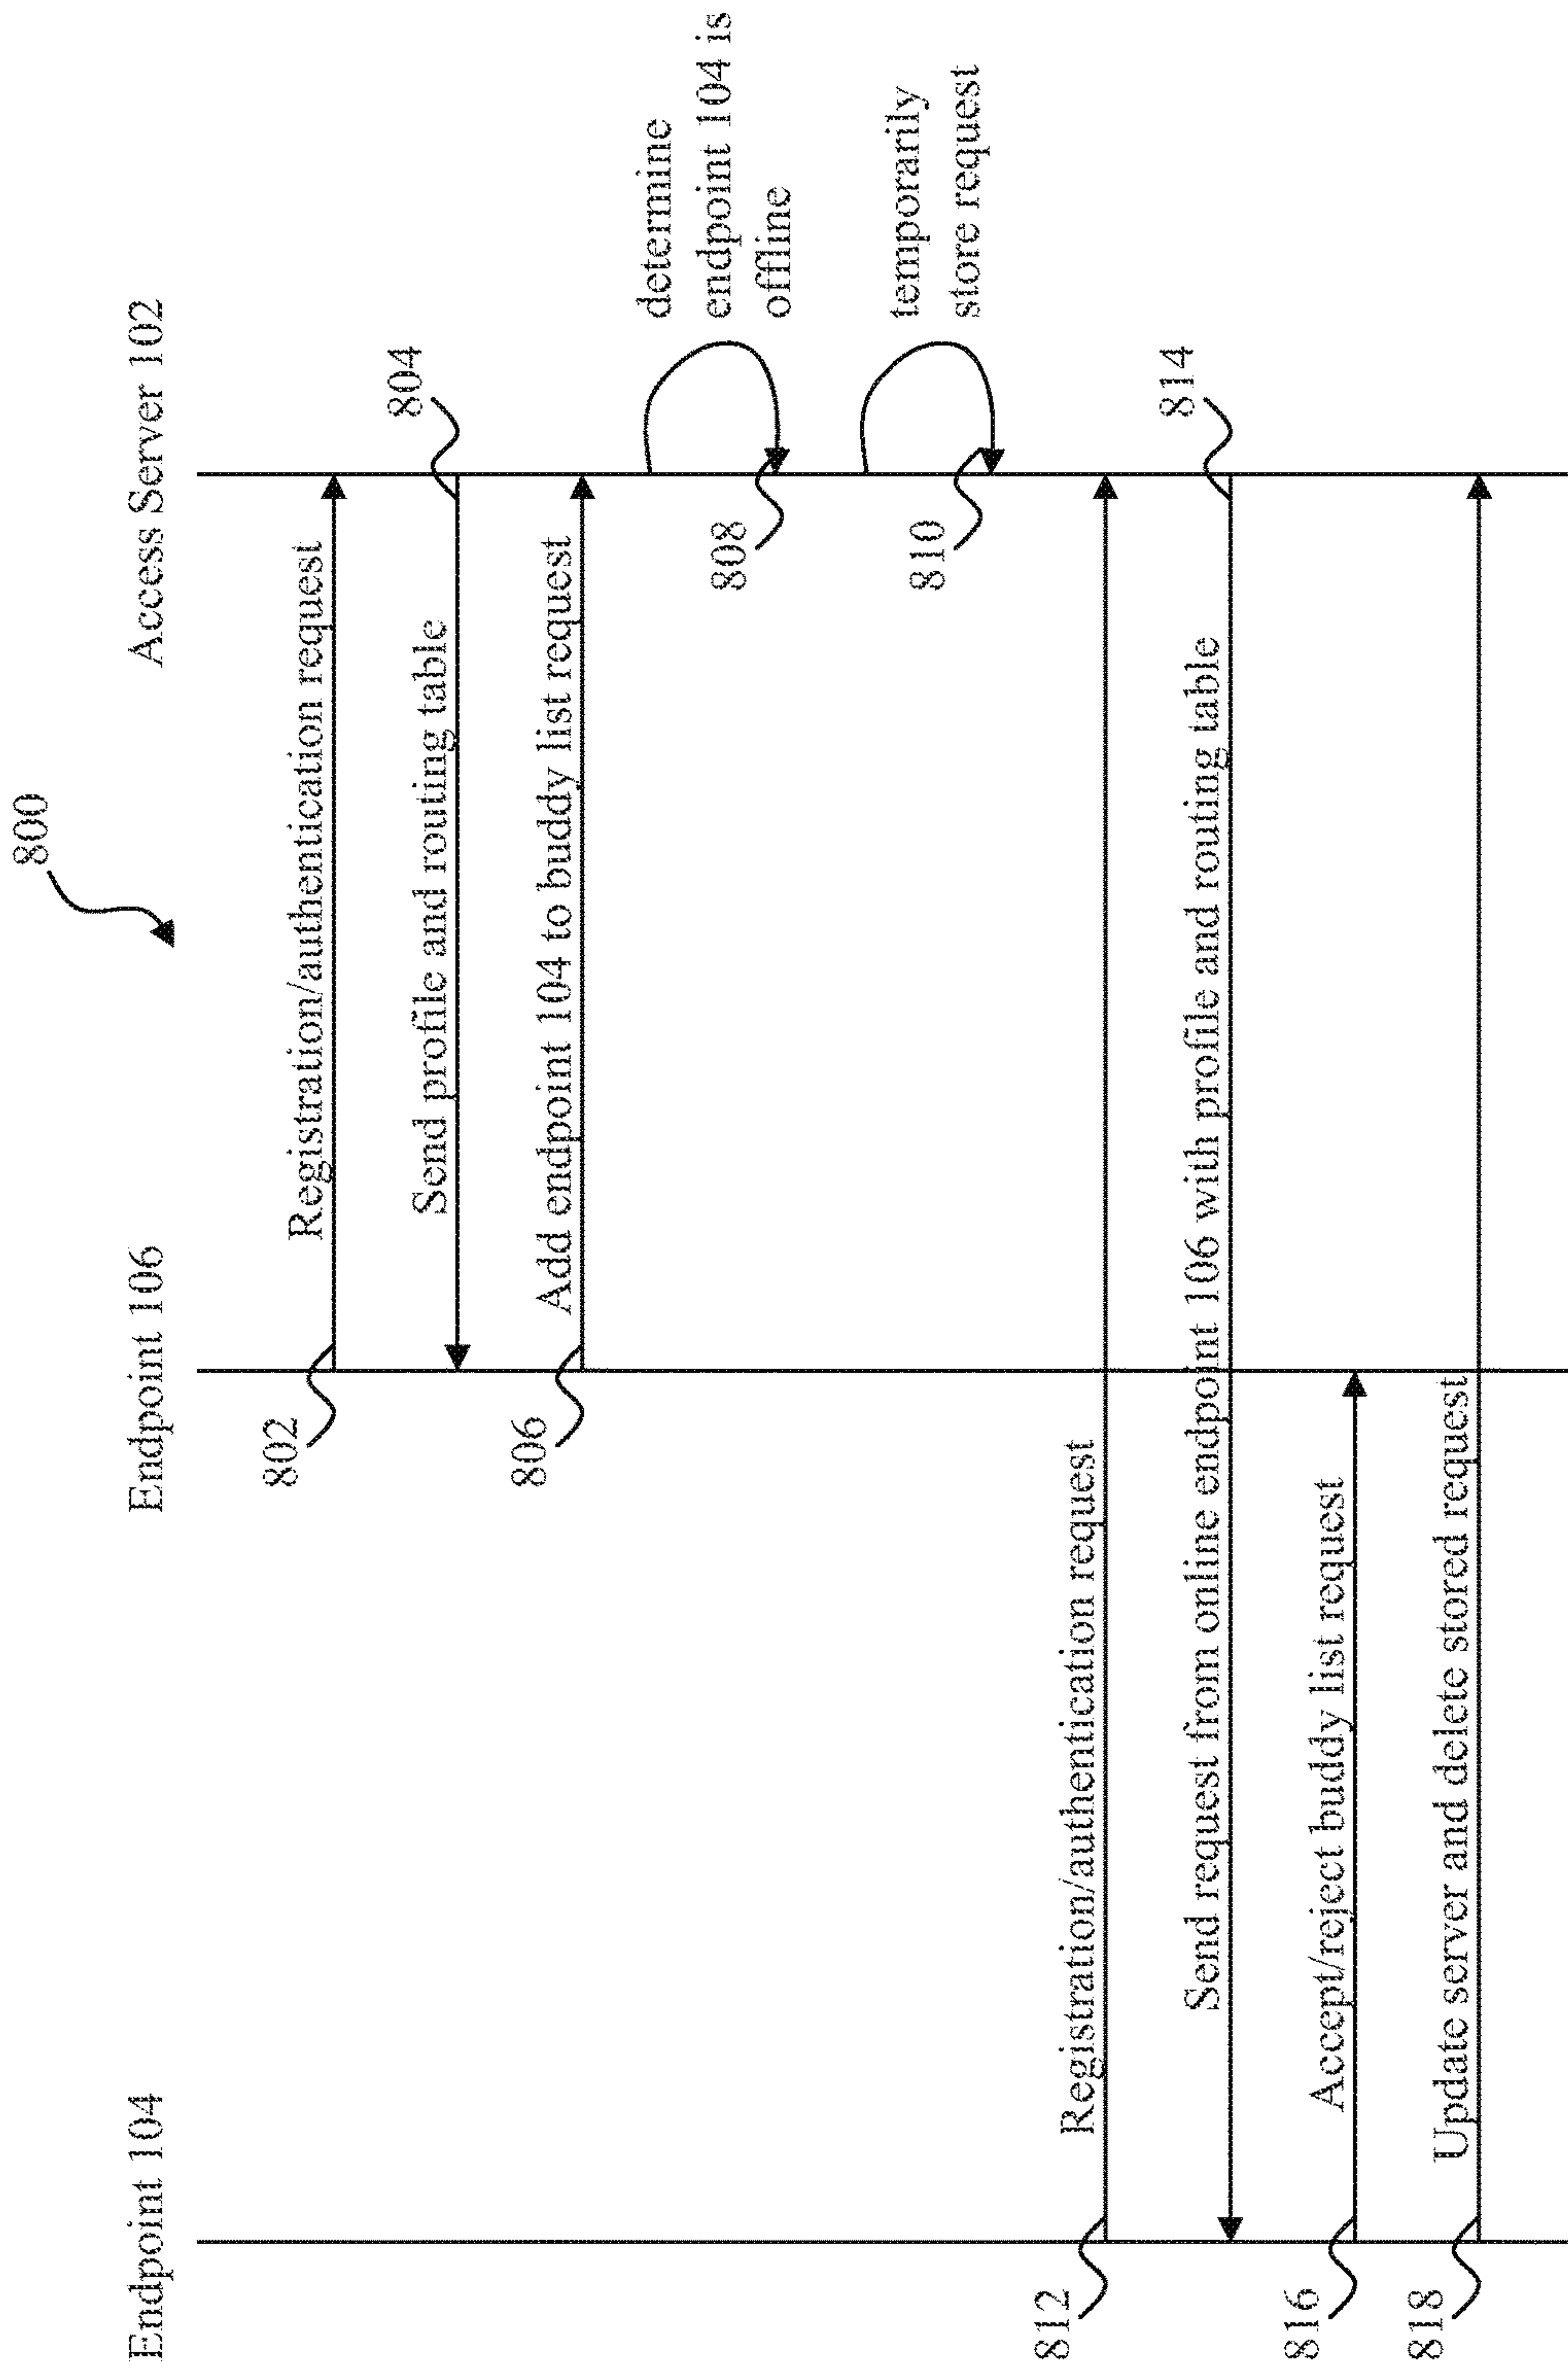 800
Endpoint 104
Endpoint 106
Access Server 102
802
Registration/authentication request
Send profile and routing table
804
806
Add endpoint 104 to buddy list request
determine
endpoint 104 is
offline
808
temporarily
store request
810
812
Registration/authentication request
Send request from online endpoint 106 with profile and routing table
814
816
Accept/reject buddy list request
818
Update server and delete stored request